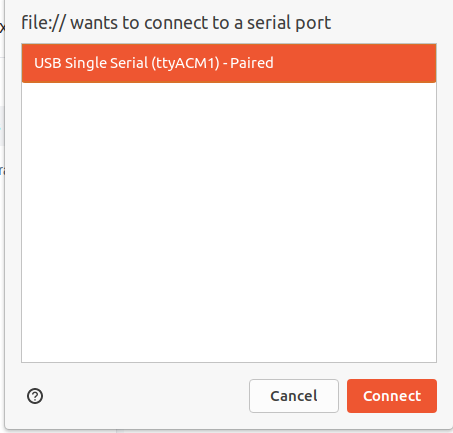 file:// wants to connect to a serial port
USB Single Serial (ttyACM1) - Paired
Cancel
Connect